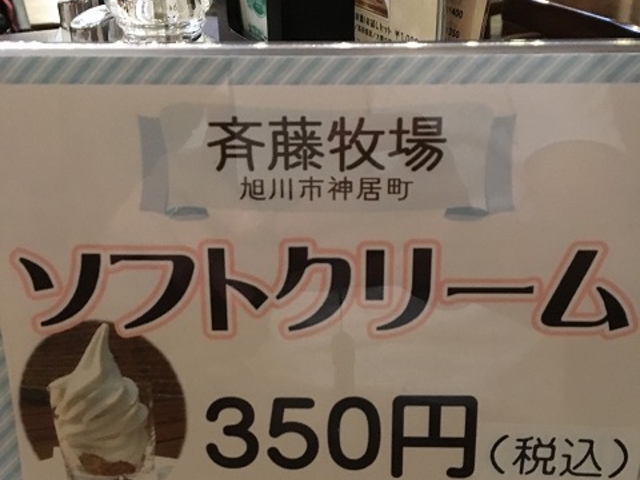 斉藤牧場
旭川市神居町
ソフトクリーム
350円(税込)